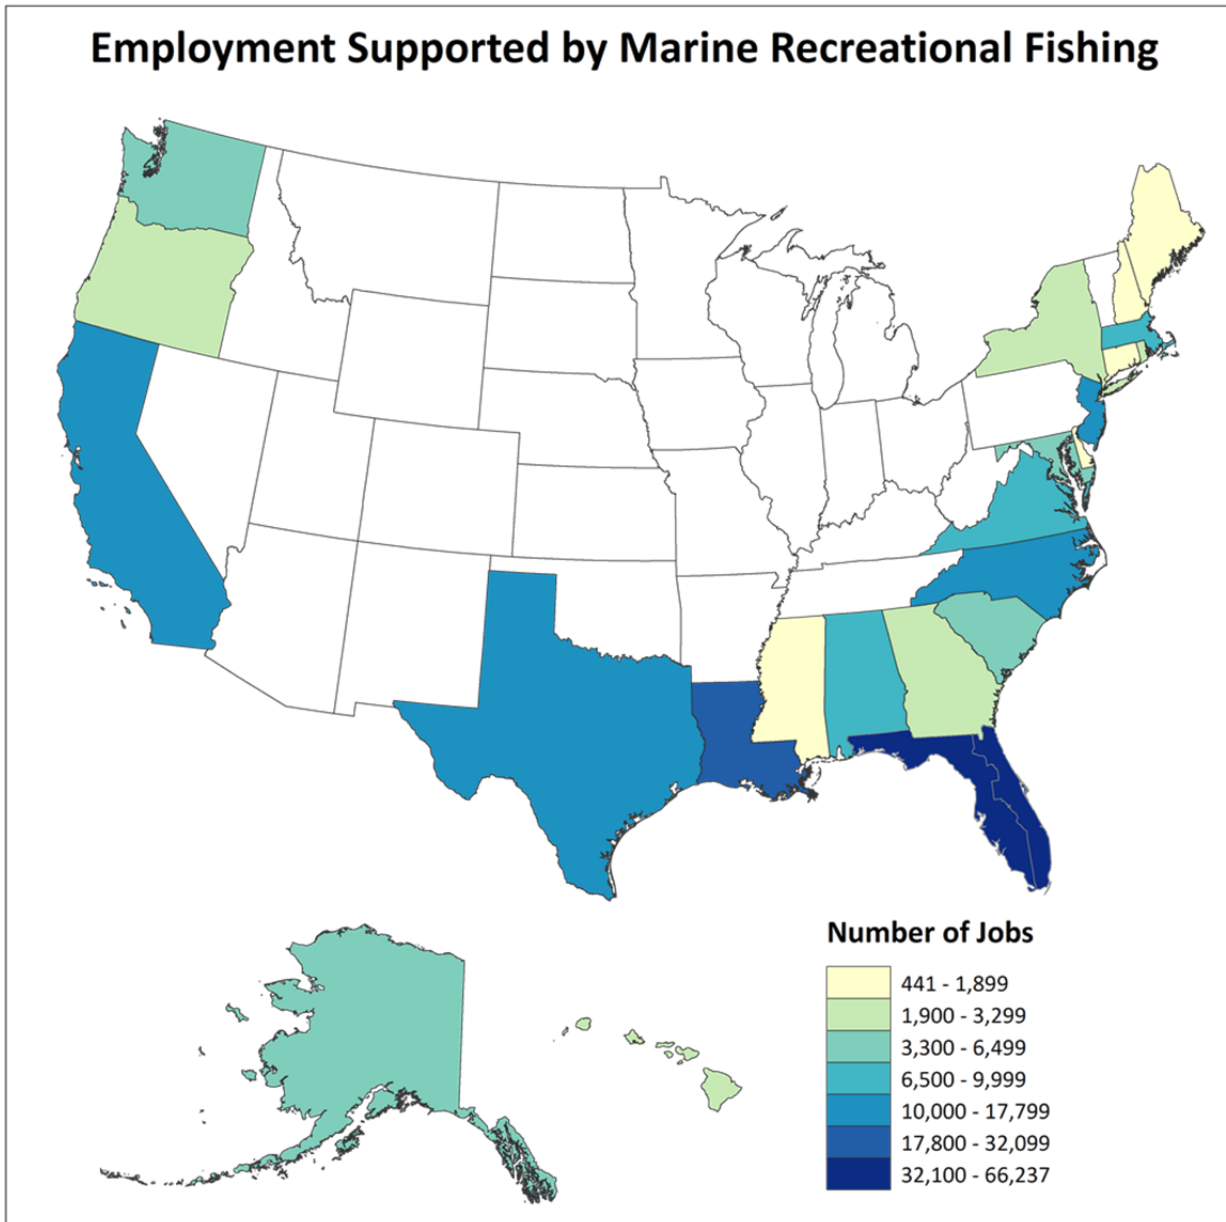 Employment Supported by Marine Recreational Fishing
Number of Jobs
441 - 1,899
1,900 - 3,299
3,300 - 6,499
6,500 - 9,999
10,000 - 17,799
17,800 - 32,099
32,100 - 66,237